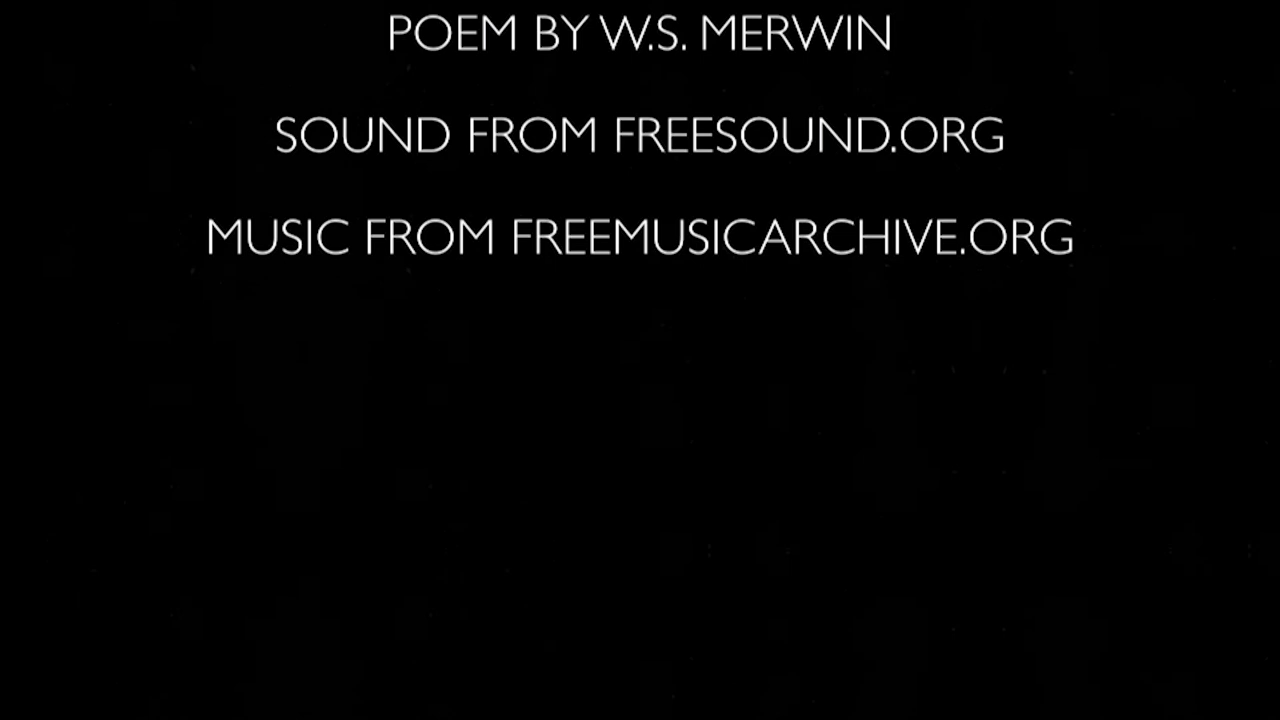 POEM BY W.S. MERWIN
SOUND FROM FREESOUND.ORG
MUSIC FROM FREEMUSICARCHIVE.ORG